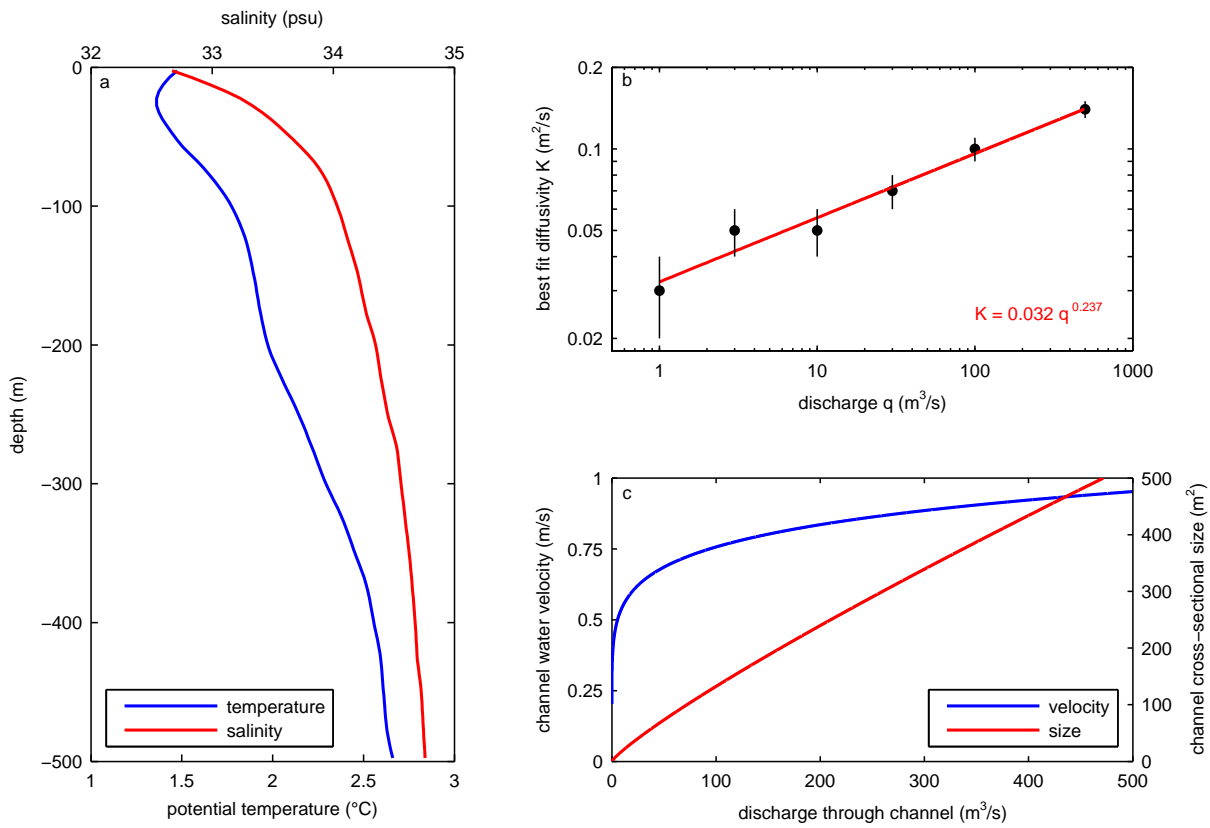 salinity (psu)
32 33 34 35
a
0
−100
−200
−300
−400
−500
depth (m)
temperature
salinity
1 1.5 2 2.5 3
potential temperature (°C)
b
0.2
0.1
0.05
0.02
best fit diffusivity K (m²/s)
K = 0.032 q^0.237
1 10 100 1000
discharge q (m³/s)
c
1
0.75
0.5
0.25
0
channel water velocity (m/s)
500
400
300
200
100
0
channel cross−sectional size (m²)
velocity
size
0 100 200 300 400 500
discharge through channel (m³/s)